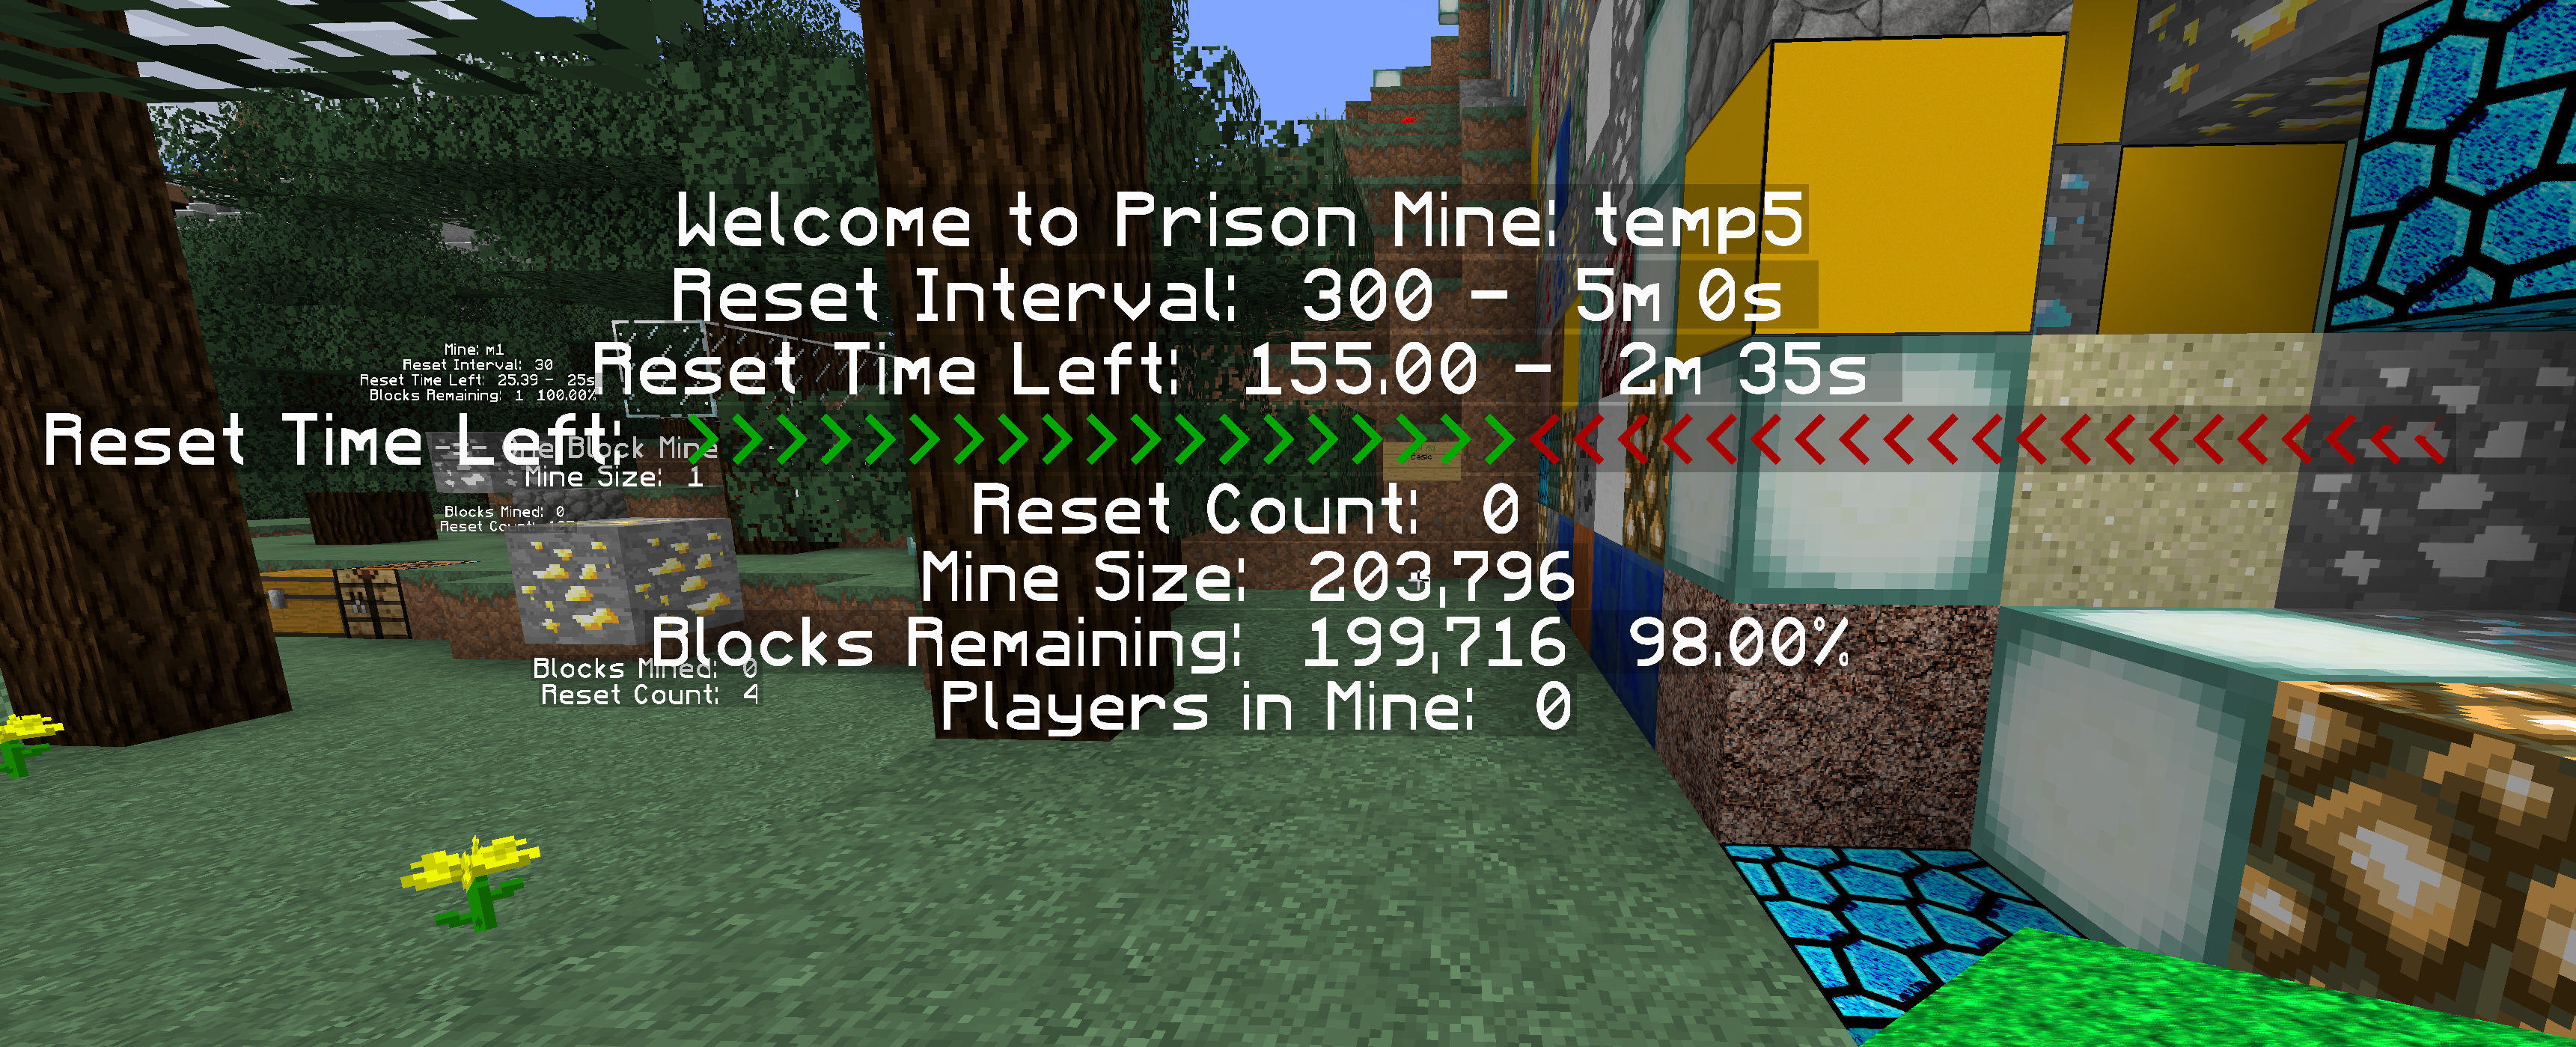 Welcome to Prison Mine: temp5
Reset Interval: 300 - 5m 0s
Reset Time Left: 155.00 - 2m 35s
Reset Time Left: >>>>>>>>>>>>>>>>>>><<<<<<<<<<<<<<<<<<<<<
Reset Count: 0
Mine Size: 203,796
Blocks Remaining: 199,716 98.00%
Players in Mine: 0
Mine: m1
Reset Interval: 30
Reset Time Left: 25.39 - 25s
Blocks Remaining: 1 100.00%
Block Mine
Mine Size: 1
Blocks Mined: 0
Reset Count:
Blocks Mined: 0
Reset Count: 4
Basic